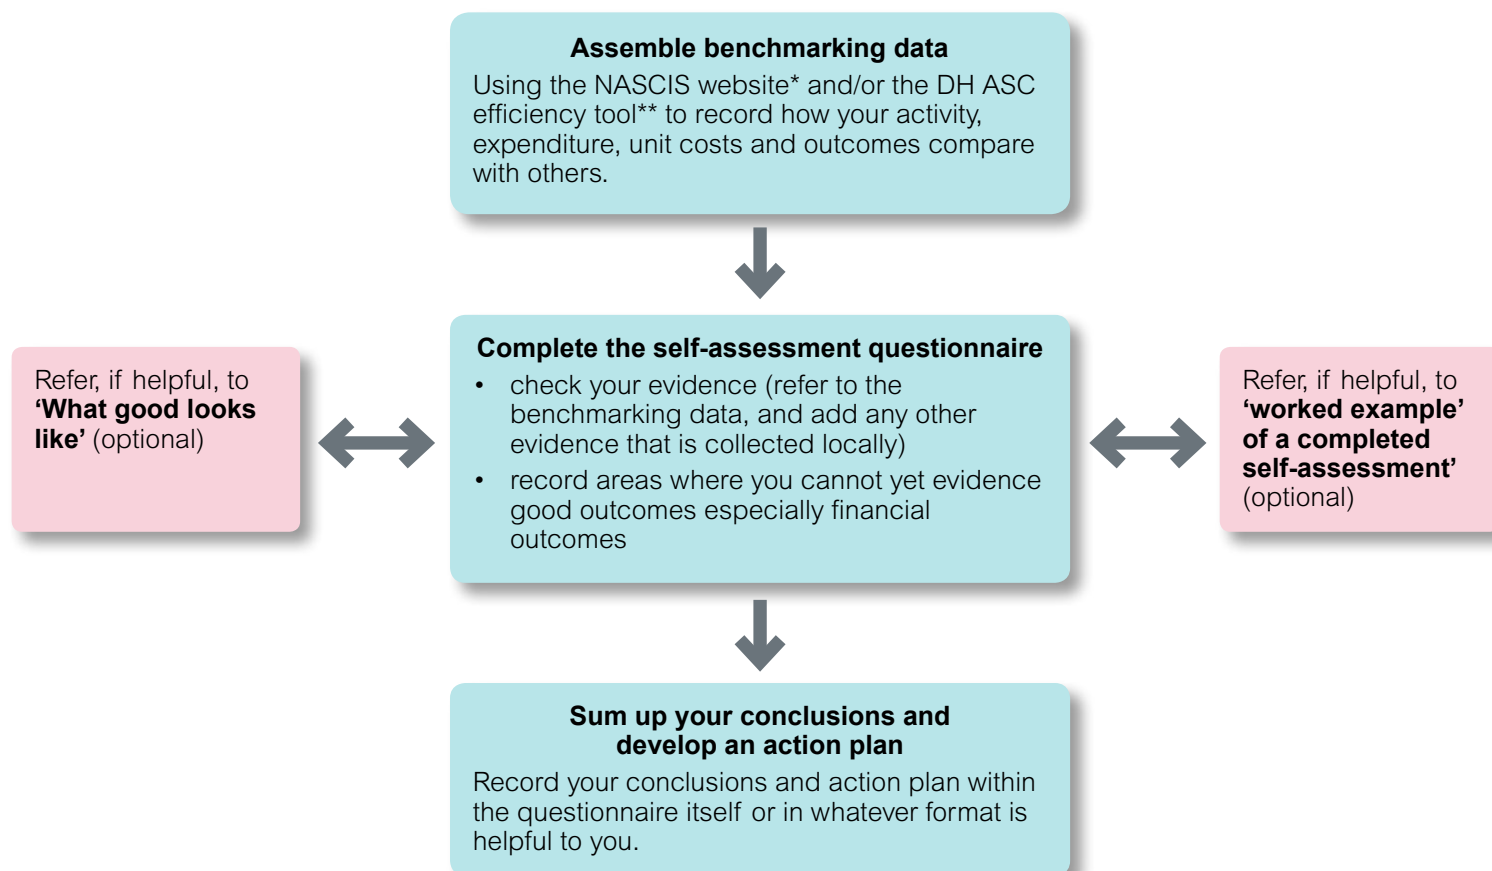 Assemble benchmarking data
Using the NASCIS website* and/or the DH ASC
efficiency tool** to record how your activity,
expenditure, unit costs and outcomes compare
with others.
Refer, if helpful, to
‘What good looks
like’ (optional)
Complete the self-assessment questionnaire
• check your evidence (refer to the
benchmarking data, and add any other
evidence that is collected locally)
• record areas where you cannot yet evidence
good outcomes especially financial
outcomes
Refer, if helpful, to
‘worked example’
of a completed
self-assessment’
(optional)
Sum up your conclusions and
develop an action plan
Record your conclusions and action plan within
the questionnaire itself or in whatever format is
helpful to you.